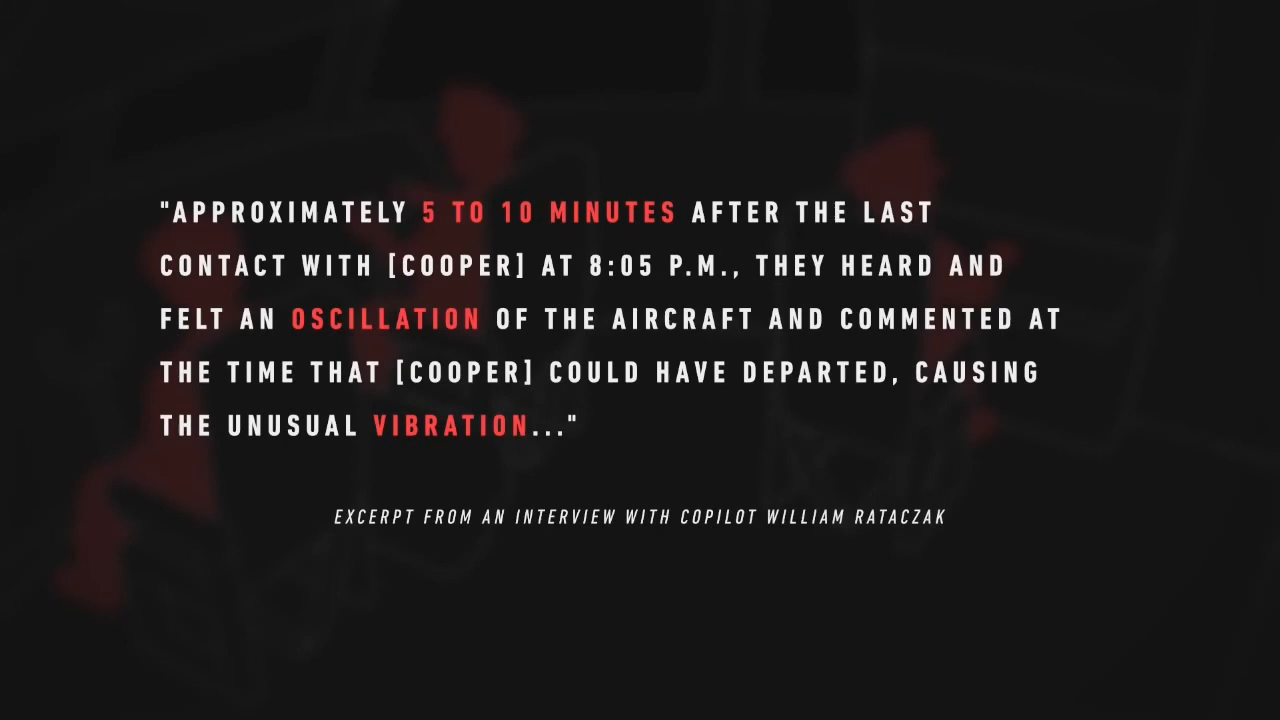 "APPROXIMATELY 5 TO 10 MINUTES AFTER THE LAST
CONTACT WITH [COOPER] AT 8:05 P.M., THEY HEARD AND
FELT AN OSCILLATION OF THE AIRCRAFT AND COMMENTED AT
THE TIME THAT [COOPER] COULD HAVE DEPARTED, CAUSING
THE UNUSUAL VIBRATION..."
EXCERPT FROM AN INTERVIEW WITH COPILOT WILLIAM RATACZAK